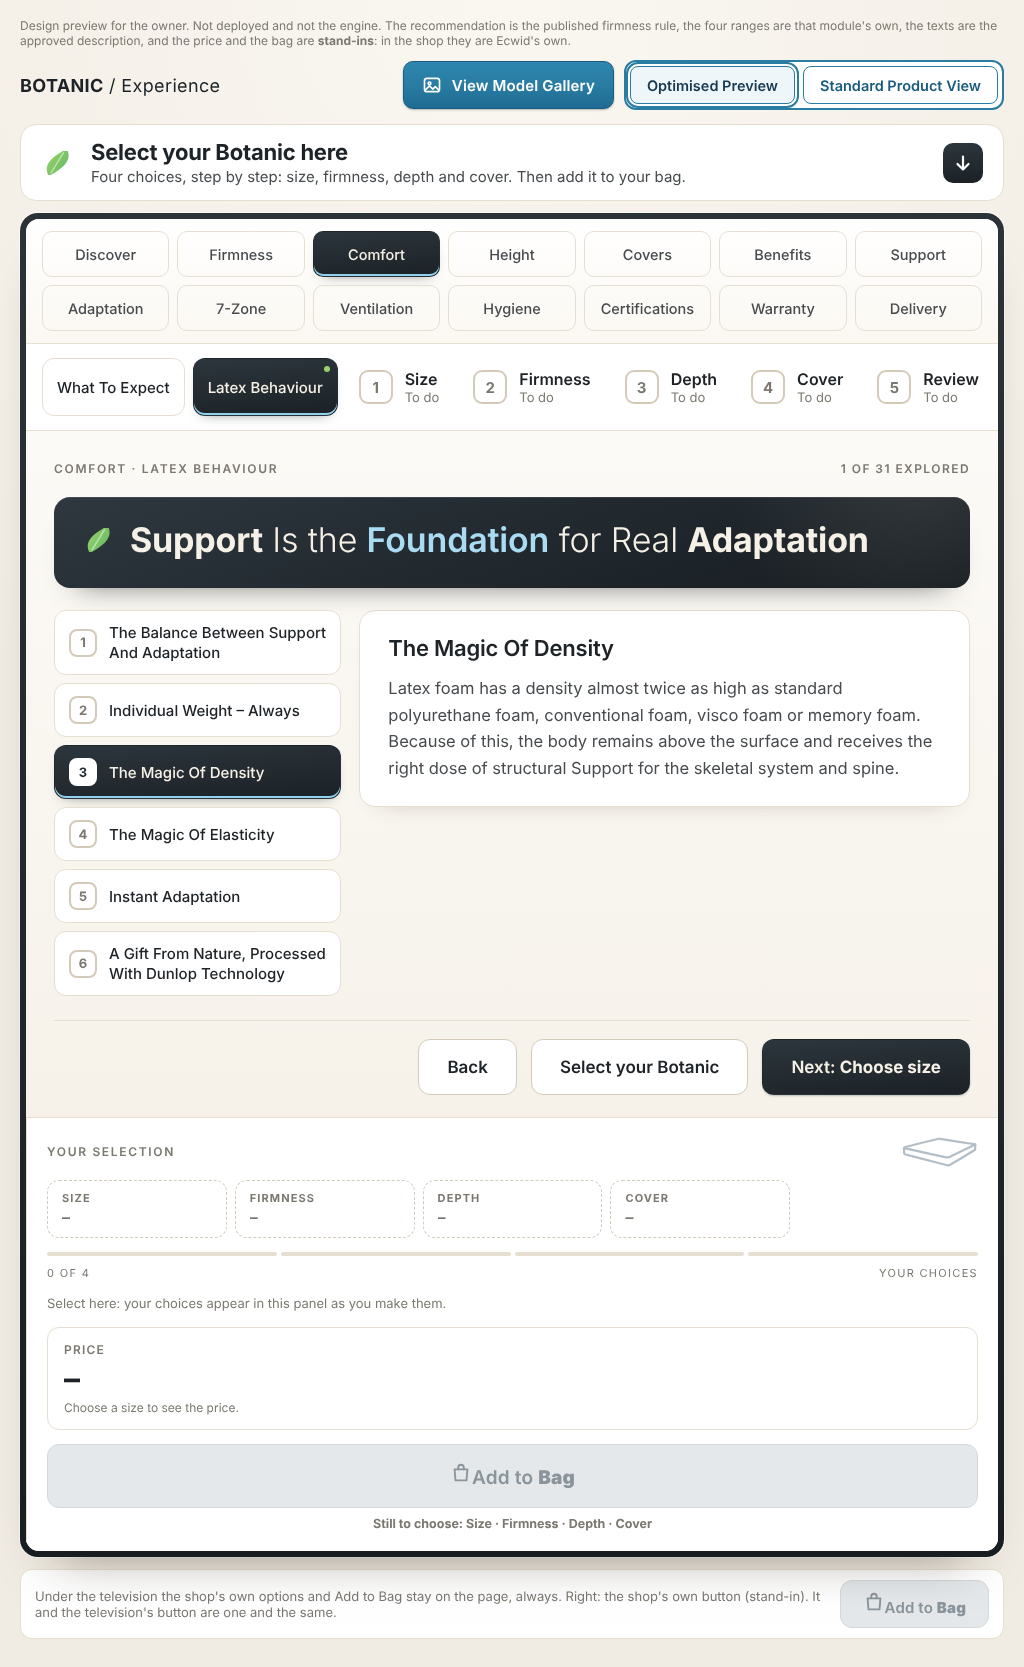 Design preview for the owner. Not deployed and not the engine. The recommendation is the published firmness rule, the four ranges are that module's own, the texts are the
approved description, and the price and the bag are stand-ins: in the shop they are Ecwid's own.
BOTANIC / Experience
View Model Gallery
Optimised Preview
Standard Product View
Select your Botanic here
Four choices, step by step: size, firmness, depth and cover. Then add it to your bag.
Discover
Firmness
Comfort
Height
Covers
Benefits
Support
Adaptation
7-Zone
Ventilation
Hygiene
Certifications
Warranty
Delivery
What To Expect
Latex Behaviour
1
Size
To do
2
Firmness
To do
3
Depth
To do
4
Cover
To do
5
Review
To do
COMFORT · LATEX BEHAVIOUR
1 OF 31 EXPLORED
Support Is the Foundation for Real Adaptation
1
The Balance Between Support
And Adaptation
2
Individual Weight – Always
3
The Magic Of Density
4
The Magic Of Elasticity
5
Instant Adaptation
6
A Gift From Nature, Processed
With Dunlop Technology
The Magic Of Density
Latex foam has a density almost twice as high as standard
polyurethane foam, conventional foam, visco foam or memory foam.
Because of this, the body remains above the surface and receives the
right dose of structural Support for the skeletal system and spine.
Back
Select your Botanic
Next: Choose size
YOUR SELECTION
SIZE
–
FIRMNESS
–
DEPTH
–
COVER
–
0 OF 4
YOUR CHOICES
Select here: your choices appear in this panel as you make them.
PRICE
–
Choose a size to see the price.
Add to Bag
Still to choose: Size · Firmness · Depth · Cover
Under the television the shop's own options and Add to Bag stay on the page, always. Right: the shop's own button (stand-in). It
and the television's button are one and the same.
Add to Bag